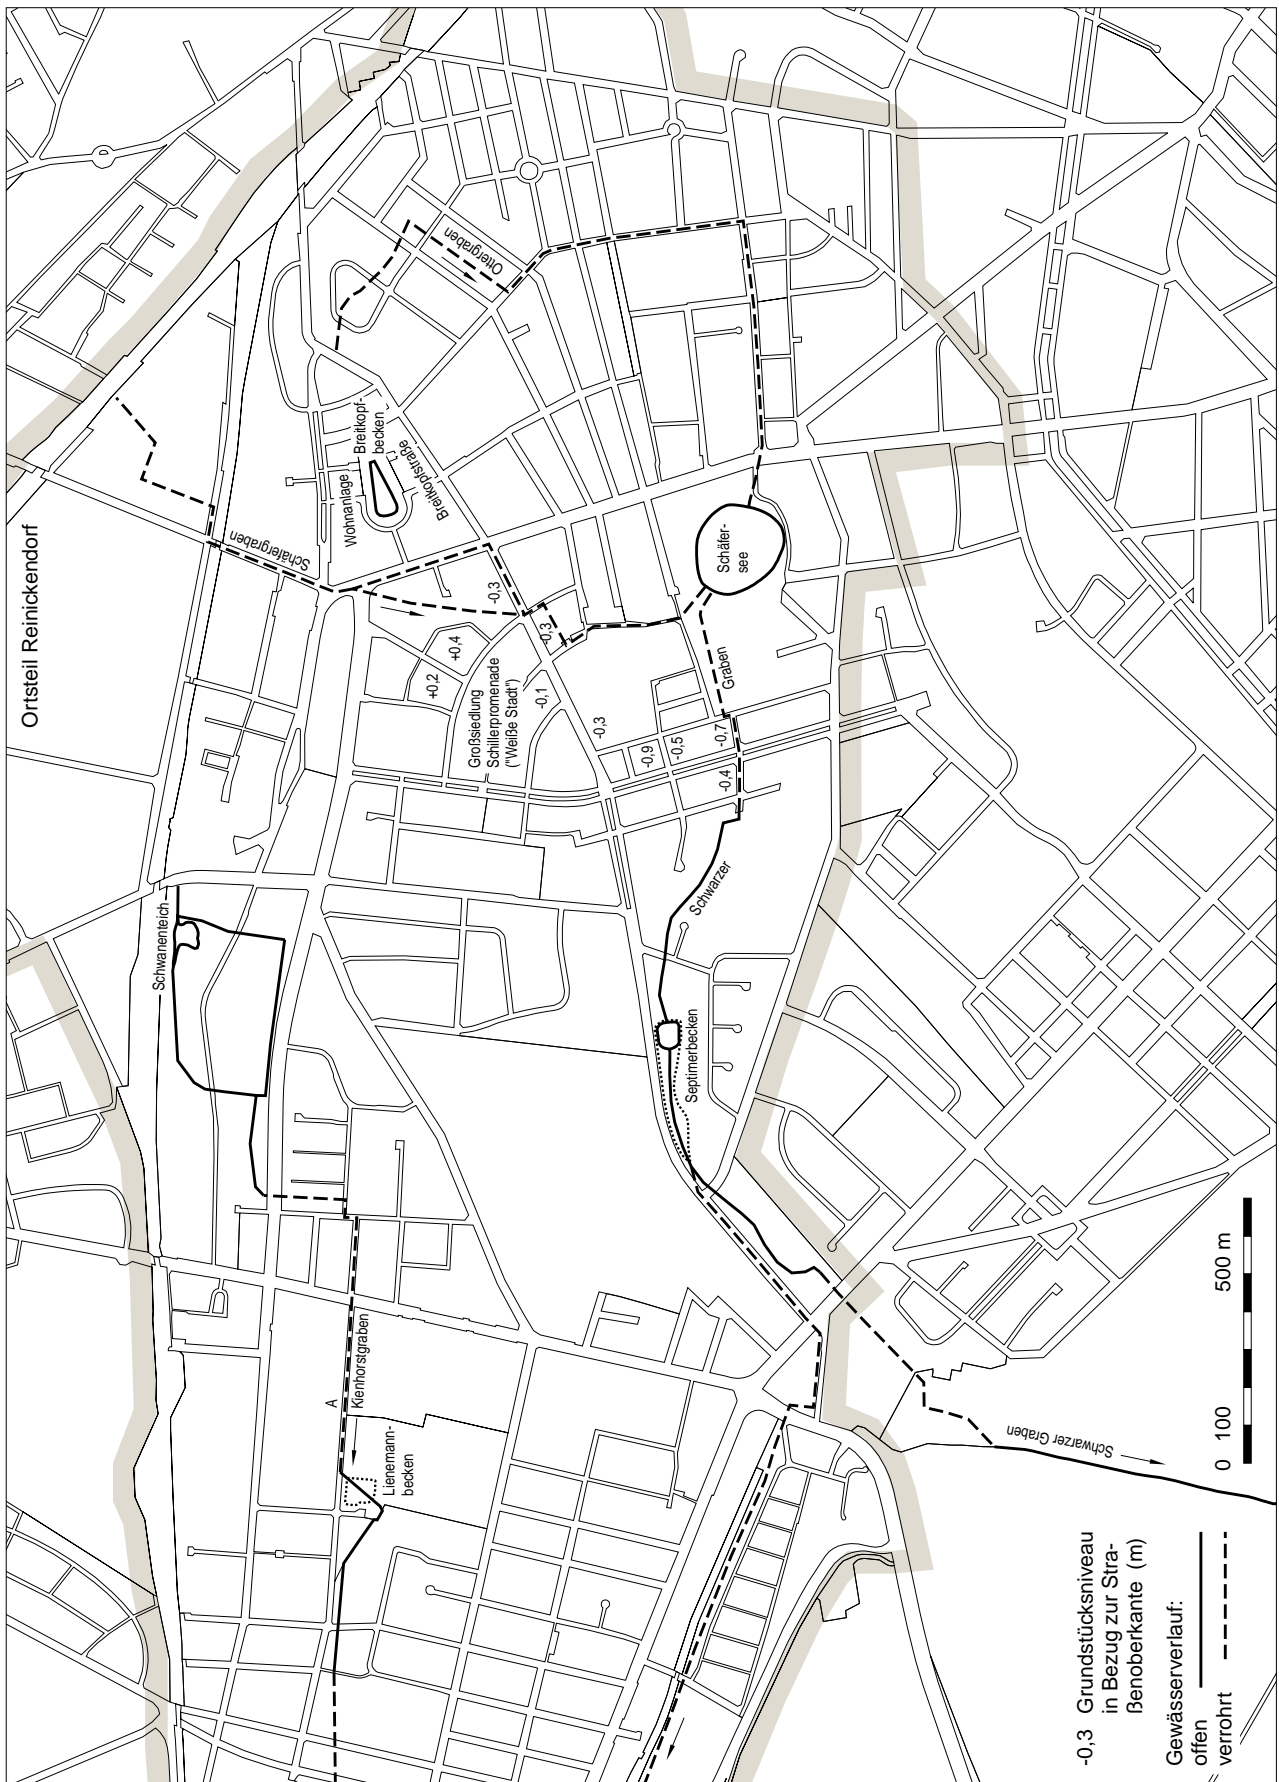 Ortsteil Reinickendorf
Schwanenteich
Schäfergraben
Wohnanlage
Breitkopf-
becken
Breitkopfstraße
Ottergraben
Großsiedlung
Schillerpromenade
("Weiße Stadt")
+0,2
+0,4
-0,3
-0,3
-0,1
-0,3
-0,9
-0,5
-0,7
-0,4
Schäfer-
see
Schwarzer
Graben
Septimerbecken
A
Kienhorstgraben
Lienemann-
becken
Schwarzer Graben
-0,3 Grundstücksniveau
in Bezug zur Stra-
ßenoberkante (m)
Gewässerverlauf:
offen
verrohrt
0 100 500 m